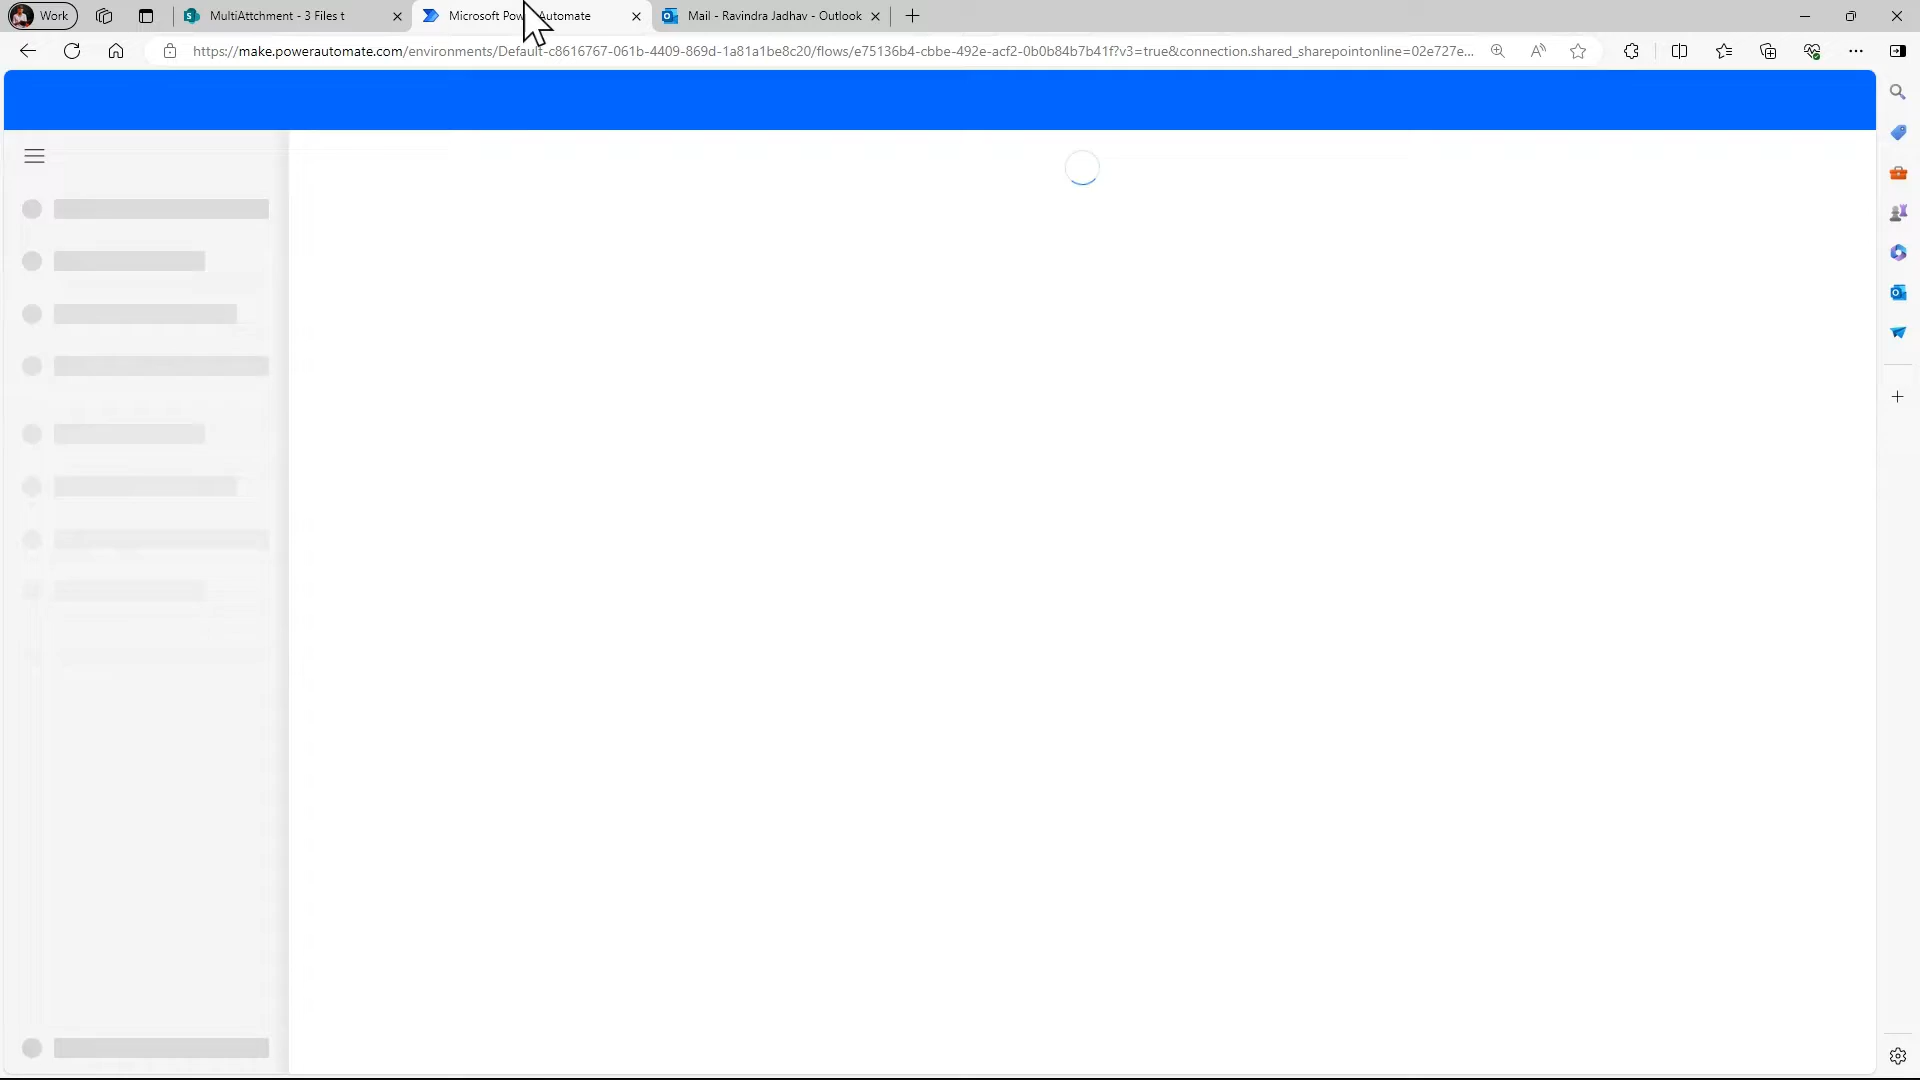 Work
MultiAttchment - 3 Files t
Microsoft Pow Automate
Mail - Ravindra Jadhav - Outlook
https://make.powerautomate.com/environments/Default-c8616767-061b-4409-869d-1a81a1be8c20/flows/e75136b4-cbbe-492e-acf2-0b0b84b7b41f?v3=true&connection.shared_sharepointonline=02e727e...